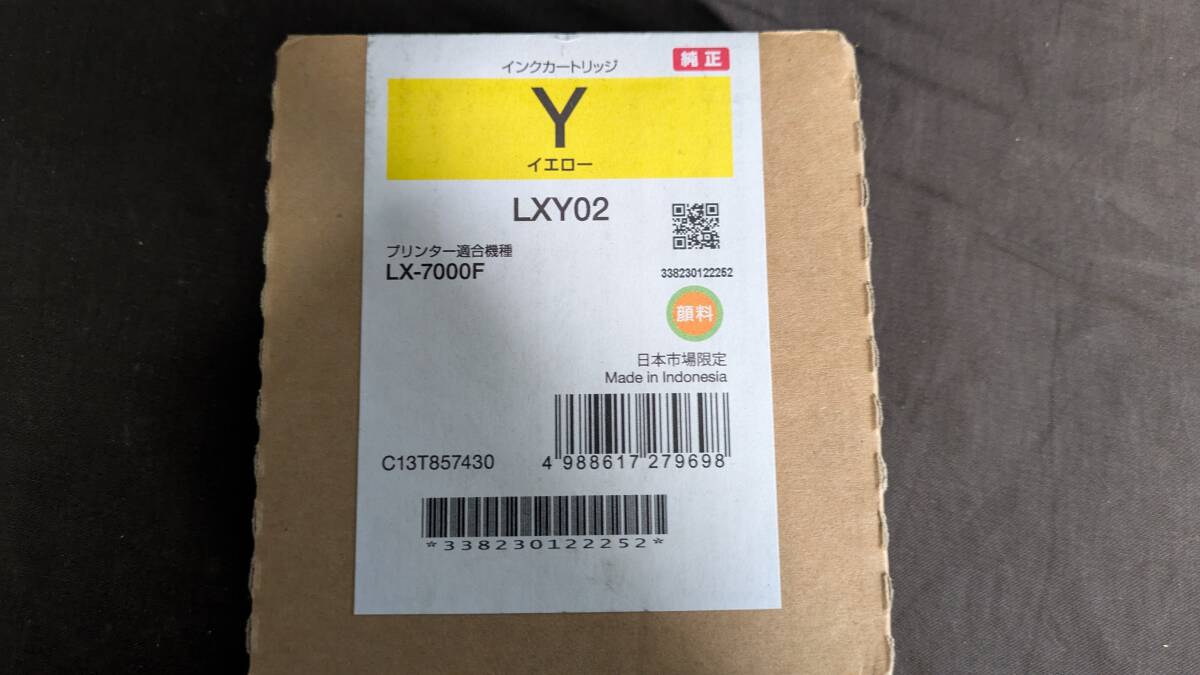 純正
インクカートリッジ
Y
イエロー
LXY02
プリンター適合機種
LX-7000F
338230122252
顔料
日本市場限定
Made in Indonesia
C13T857430
4 988617 279698
*338230122252*